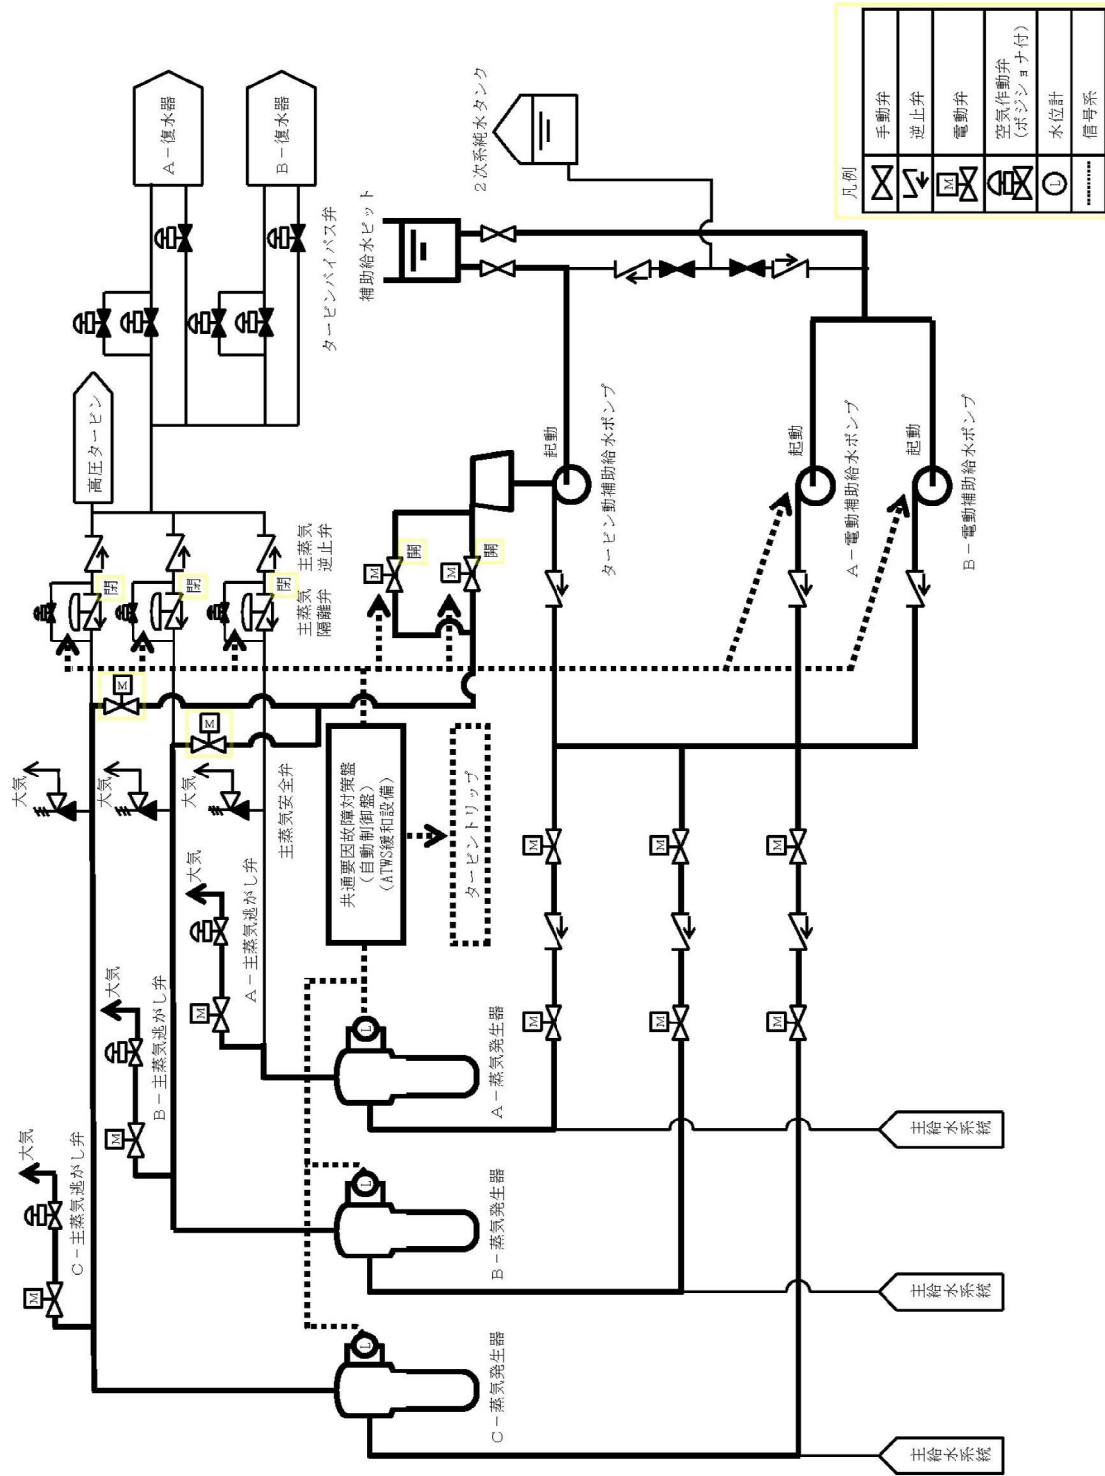 大気
C－主蒸気逃がし弁
M
大気
B－主蒸気逃がし弁
M
大気
A－主蒸気逃がし弁
M
大気
大気
大気
主蒸気安全弁
M
M
主蒸気
隔離弁
閉
閉
閉
主蒸気
逆止弁
高圧タービン
A－復水器
B－復水器
タービンバイパス弁
補助給水ピット
2次系純水タンク
C－蒸気発生器
L
B－蒸気発生器
L
A－蒸気発生器
L
共通要因故障対策盤
(自動制御盤)
(ATWS緩和設備)
タービントリップ
M
開
M
開
起動
タービン動補助給水ポンプ
起動
A－電動補助給水ポンプ
起動
B－電動補助給水ポンプ
M
M
M
M
M
M
主給水系統
主給水系統
主給水系統
凡例
手動弁
逆止弁
M
電動弁
空気作動弁
(ポジショナ付)
L
水位計
信号系